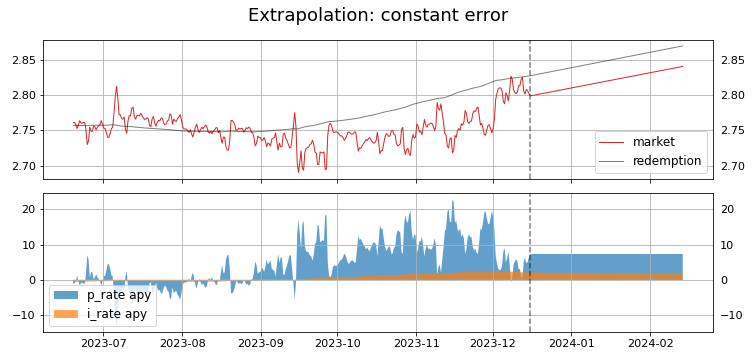 Extrapolation: constant error
2.85 2.85
2.80 2.80
2.75 2.75
2.70 2.70
market
redemption
20 20
10 10
0 0
−10 −10
p_rate apy
i_rate apy
2023-07 2023-08 2023-09 2023-10 2023-11 2023-12 2024-01 2024-02